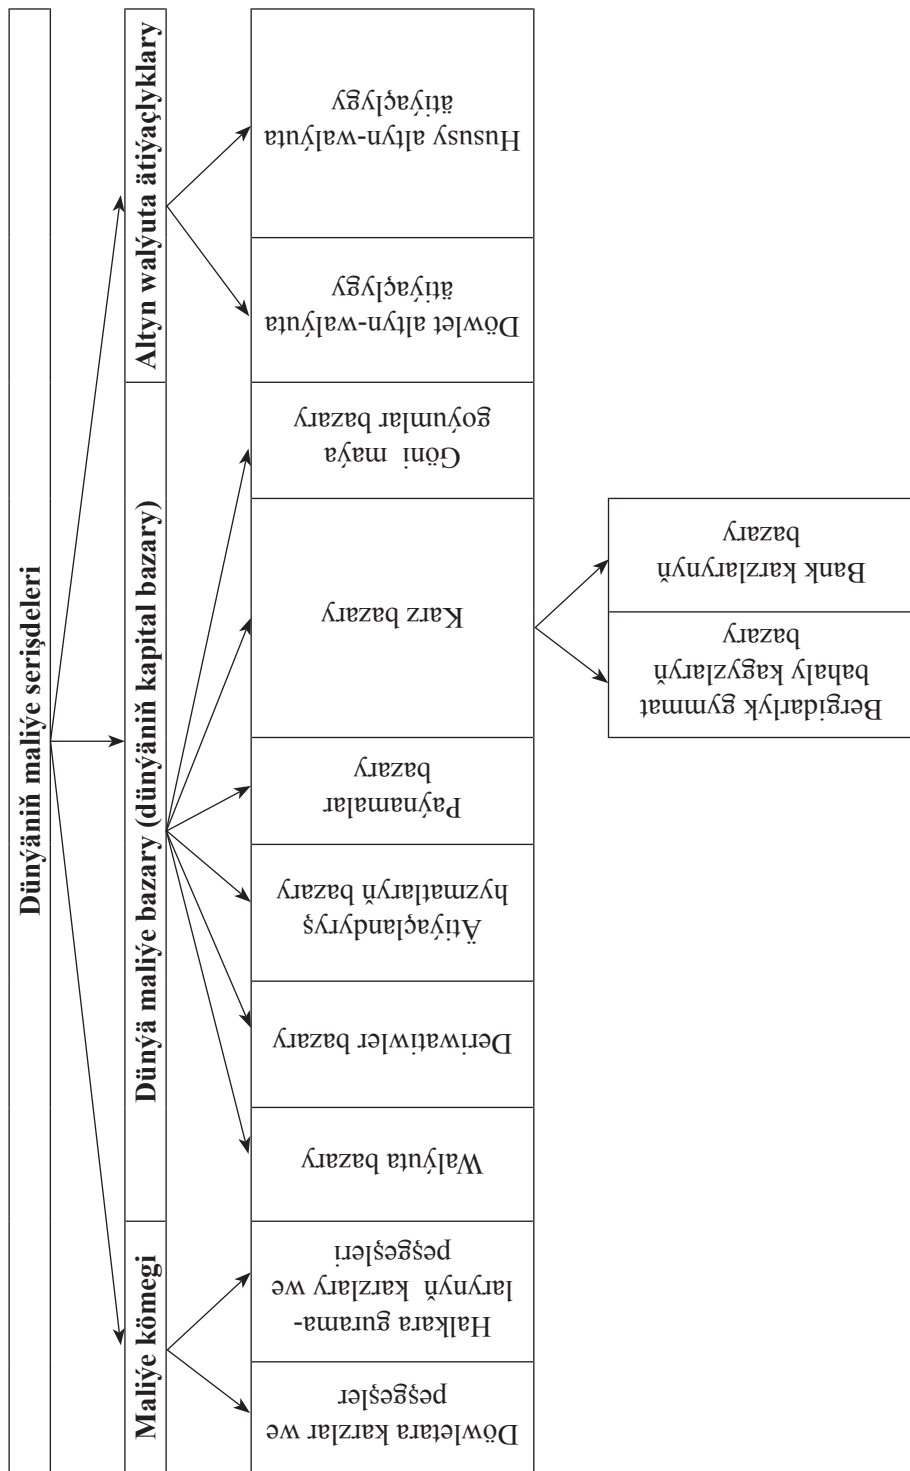 Dünýäniň maliýe serişdeleri
Maliýe kömegi
Dünýä maliýe bazary (dünýäniň kapital bazary)
Altyn walýuta ätiýaçlyklary
Döwletara karzlar we
peşgeşler
Halkara gurama-
larynyň karzlary we
peşgeşleri
Walýuta bazary
Deriwatiwler bazary
Ätiýaçlandyryş
hyzmatlaryň bazary
Paýnamalar
bazary
Karz bazary
Göni maýa
goýumlar bazary
Döwlet altyn-walýuta
ätiýaçlygy
Hususy altyn-walýuta
ätiýaçlygy
Bergidarlyk gymmat
bahaly kagyzlaryň
bazary
Bank karzlarynyň
bazary